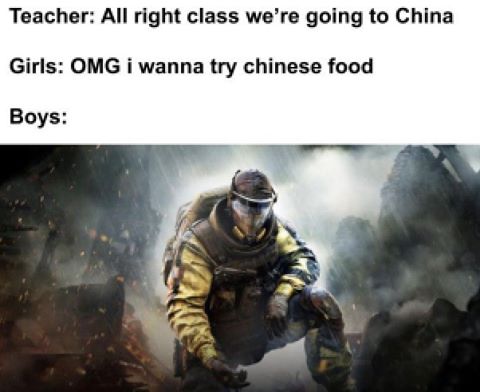 Teacher: All right class we're going to China
Girls: OMG i wanna try chinese food
Boys: